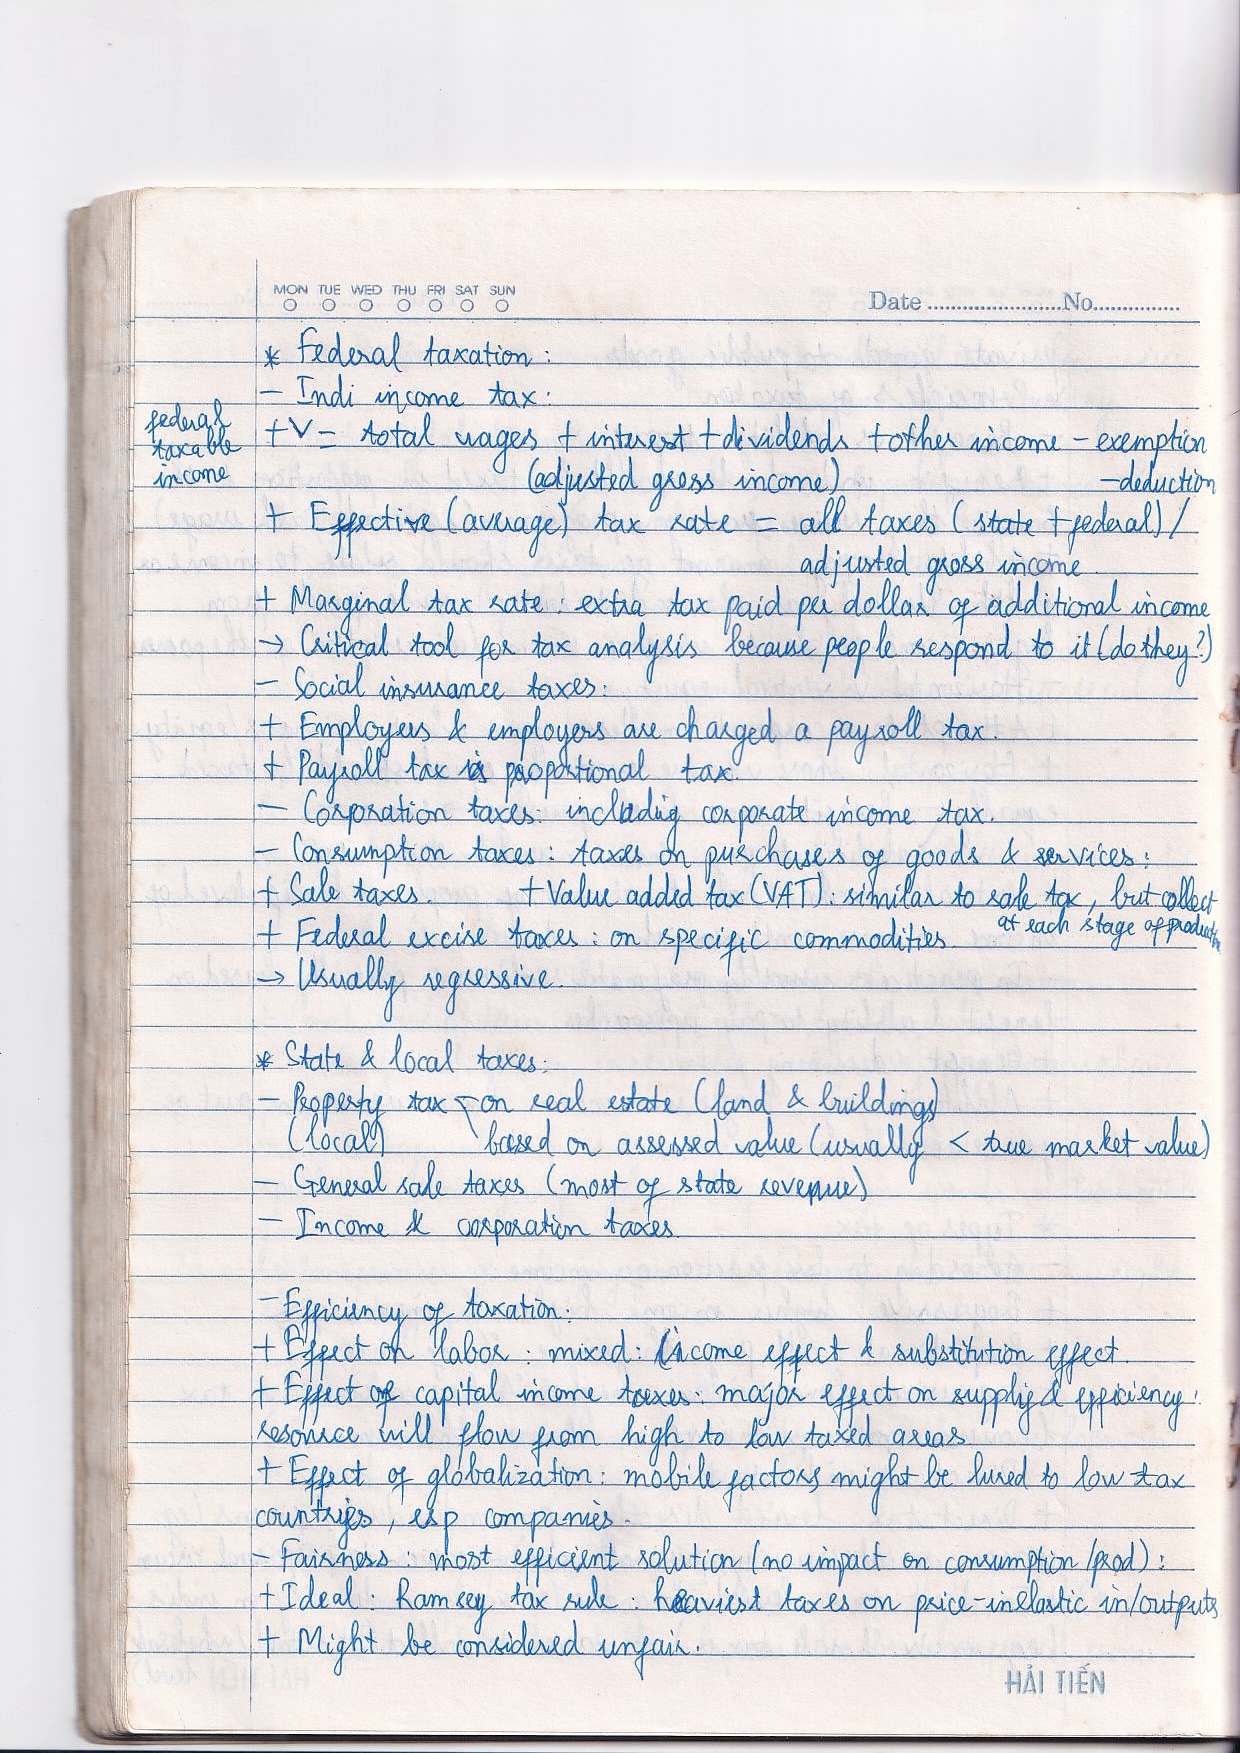 MON TUE WED THU FRI SAT SUN
Date ........................No................
* Federal taxation:
- Indi income tax:
federal taxable income
+ V = total wages + interest + dividends + other income - exemption
(adjusted gross income) - deduction
+ Effective (average) tax rate = all taxes (state + federal) /
adjusted gross income
+ Marginal tax rate: extra tax paid per dollar of additional income
→ Critical tool for tax analysis because people respond to it (do they?)
- Social insurance taxes:
+ Employers & employers are charged a payroll tax.
+ Payroll tax is proportional tax.
- Corporation taxes: including corporate income tax.
- Consumption taxes: taxes on purchases of goods & services:
+ Sale taxes. + Value added tax (VAT): similar to sale tax, but collect
at each stage of production
+ Federal excise taxes: on specific commodities.
→ Usually regressive.
* State & local taxes:
- Property tax - on real estate (land & buildings)
(local) \ based on assessed value (usually < true market value)
- General sale taxes (most of state revenue)
- Income & corporation taxes.
- Efficiency of taxation:
+ Effect on labor: mixed: income effect & substitution effect.
+ Effect of capital income taxes: major effect on supply & efficiency:
resource will flow from high to low taxed areas
+ Effect of globalization: mobile factors might be lured to low tax
countries, esp companies.
- Fairness: most efficient solution (no impact on consumption/prod):
+ Ideal: Ramsey tax rule: heaviest taxes on price-inelastic in/outputs
+ Might be considered unfair.
HẢI TIẾN